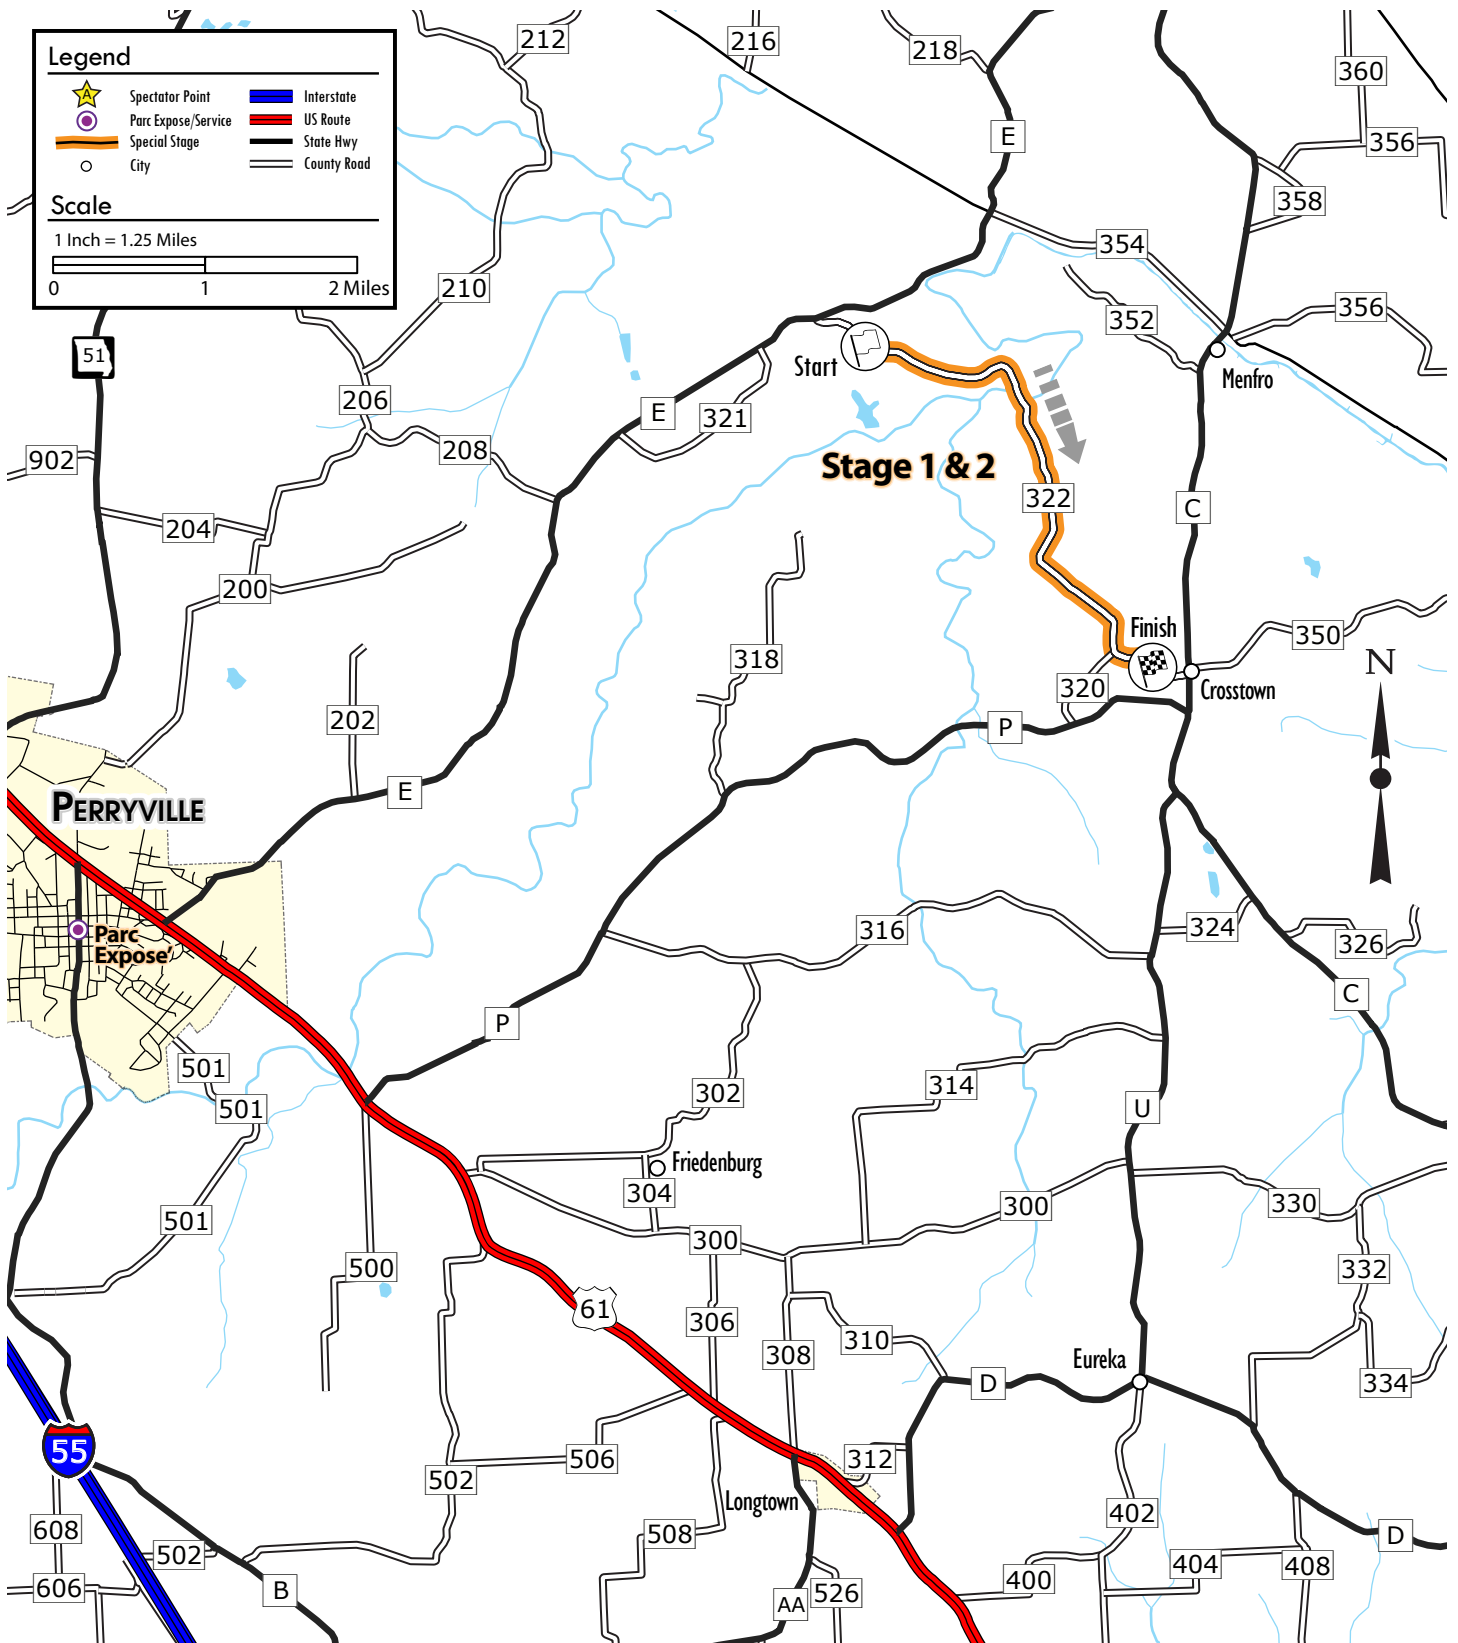 Legend
A Spectator Point
Parc Expose/Service
Special Stage
City
Interstate
US Route
State Hwy
County Road
Scale
1 Inch = 1.25 Miles
0 1 2 Miles
212
216
218
360
E
356
358
354
210
352
356
51
Start
Menfro
206
E
321
208
902
Stage 1 & 2
322
C
204
200
Finish
350
318
N
320
Crosstown
202
P
E
PERRYVILLE
316
324
Parc
Expose'
326
C
P
501
302
314
501
U
Friedenburg
304
300
330
501
300
500
332
61
306
310
308
Eureka
D
334
55
312
506
502
Longtown
402
608
508
D
502
404
408
400
606
B
526
AA